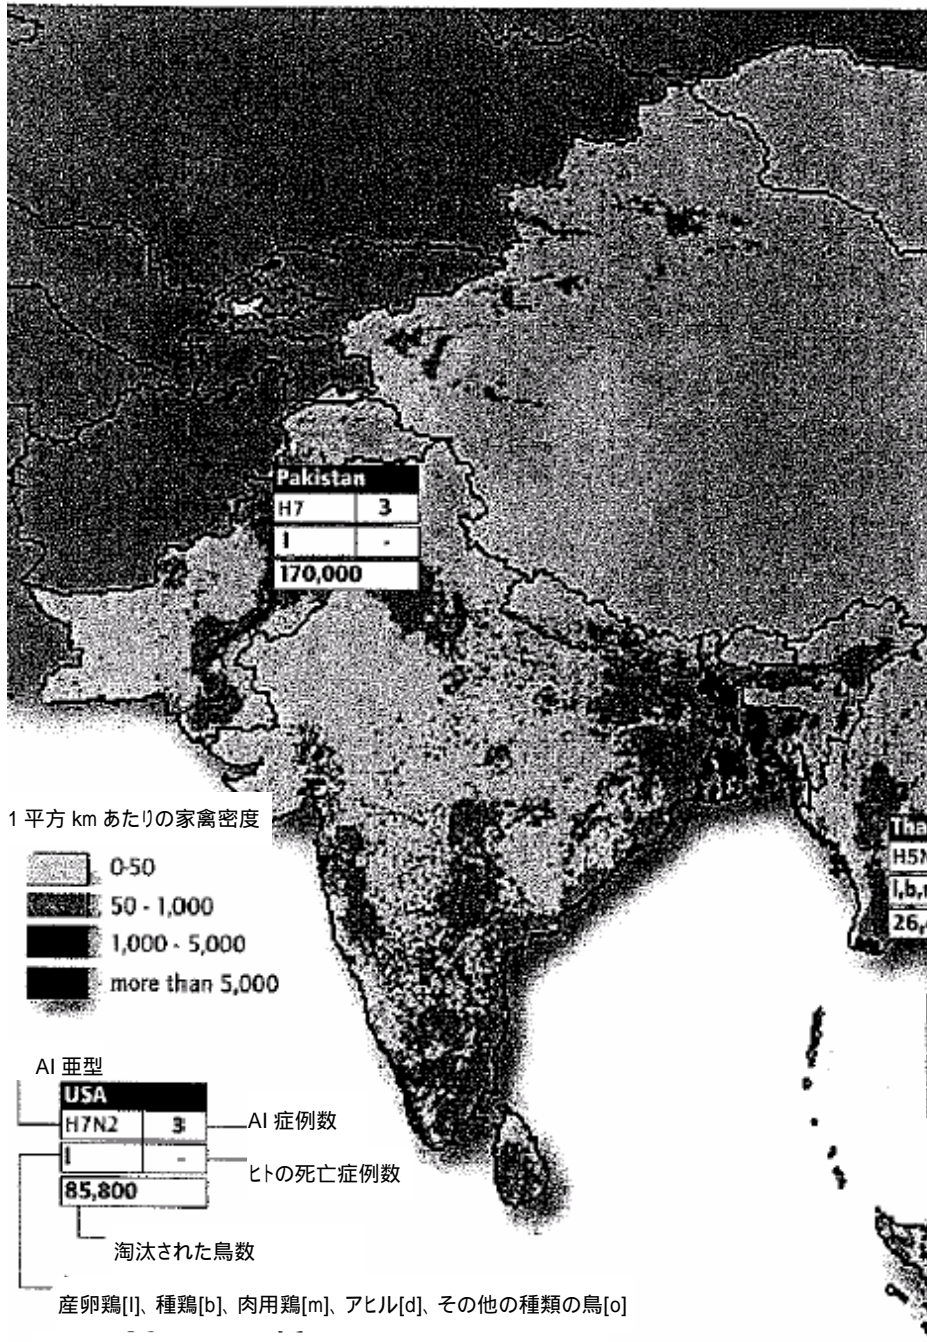 Pakistan
H7 3
l -
170,000
1 平方 km あたりの家禽密度
0-50
50 - 1,000
1,000 - 5,000
more than 5,000
Tha
H5N
l,b,
26,
AI 亜型
USA
H7N2 3
AI 症例数
l -
ヒトの死亡症例数
85,800
淘汰された鳥数
産卵鶏[l]、種鶏[b]、肉用鶏[m]、アヒル[d]、その他の種類の鳥[o]